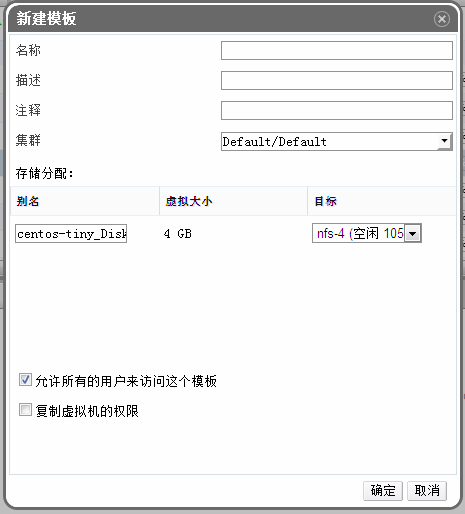 新建模板
名称
描述
注释
集群 Default/Default
存储分配：
别名 虚拟大小 目标
centos-tiny_Disk 4 GB nfs-4 (空闲 105
允许所有的用户来访问这个模板
复制虚拟机的权限
确定 取消